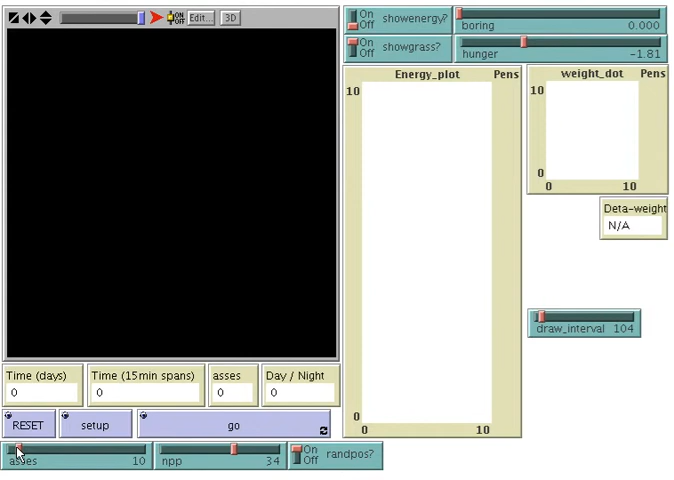 Edit...
3D
On
Off
showenergy?
boring
0.000
On
Off
showgrass?
hunger
-1.81
Energy_plot
Pens
10
0
0
10
weight_dot
Pens
10
0
0
10
Deta-weight
N/A
draw_interval
104
Time (days)
0
Time (15min spans)
0
asses
0
Day / Night
0
RESET
setup
go
asses
10
npp
34
On
Off
randpos?